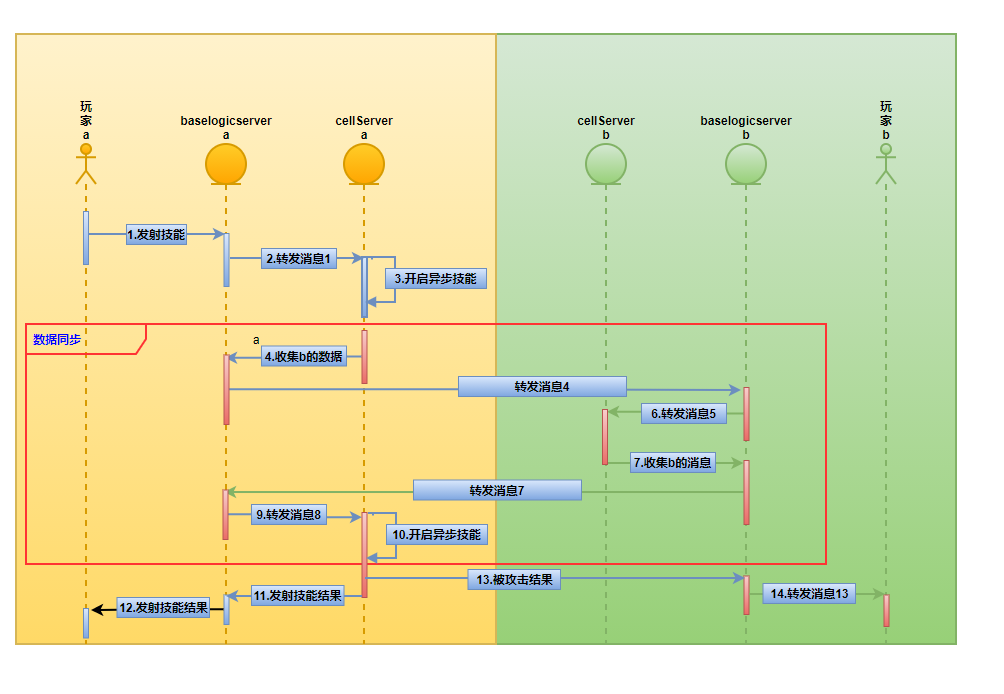 玩
家
a
baselogicserver
a
cellServer
a
cellServer
b
baselogicserver
b
玩
家
b
1.发射技能
2.转发消息1
3.开启异步技能
数据同步
a
4.收集b的数据
转发消息4
6.转发消息5
7.收集b的消息
转发消息7
9.转发消息8
10.开启异步技能
13.被攻击结果
11.发射技能结果
14.转发消息13
12.发射技能结果